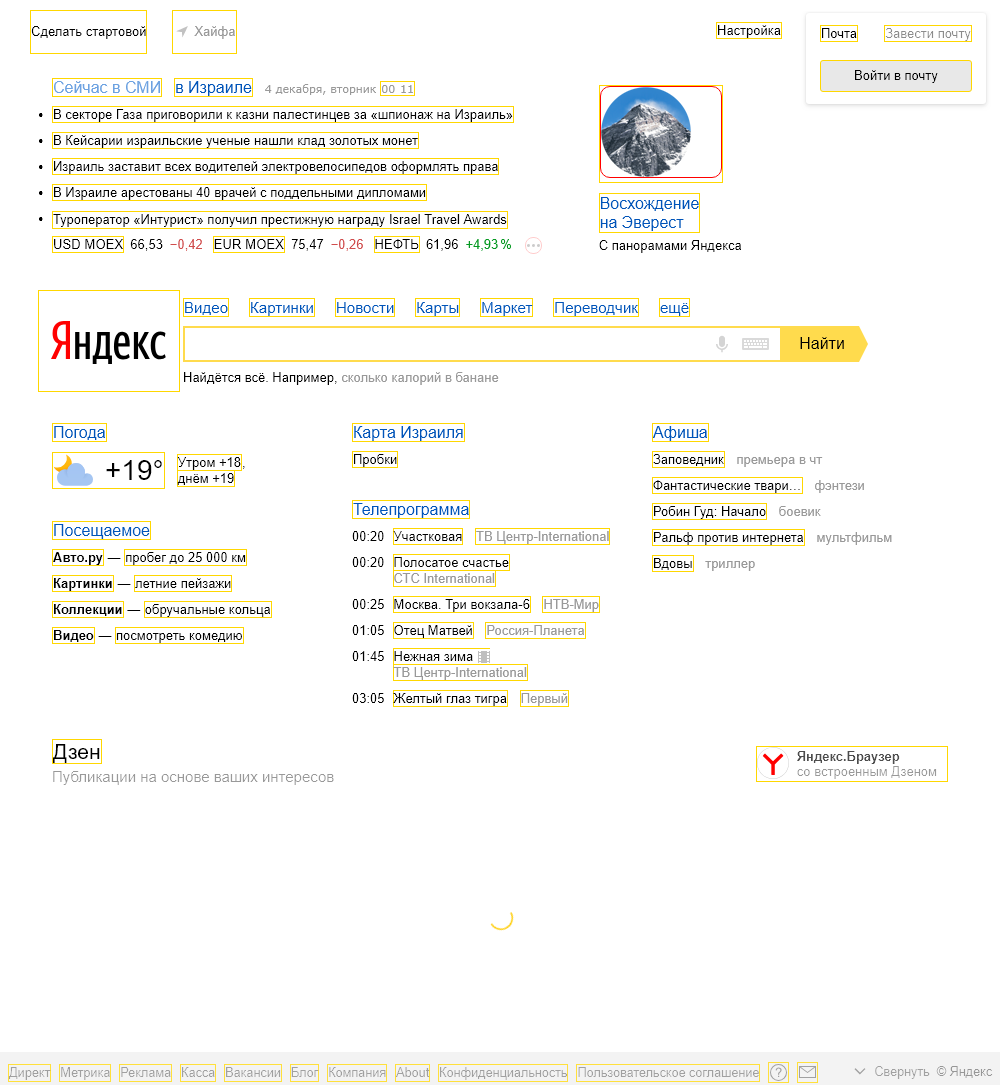 Сделать стартовой
Хайфа
Настройка
Почта
Завести почту
Войти в почту
Сейчас в СМИ в Израиле 4 декабря, вторник 00 11
В секторе Газа приговорили к казни палестинцев за «шпионаж на Израиль»
В Кейсарии израильские ученые нашли клад золотых монет
Израиль заставит всех водителей электровелосипедов оформлять права
В Израиле арестованы 40 врачей с поддельными дипломами
Туроператор «Интурист» получил престижную награду Israel Travel Awards
USD MOEX 66,53 −0,42 EUR MOEX 75,47 −0,26 НЕФТЬ 61,96 +4,93 %
Восхождение
на Эверест
С панорамами Яндекса
Яндекс
Видео Картинки Новости Карты Маркет Переводчик ещё
Найти
Найдётся всё. Например, сколько калорий в банане
Погода
+19°
Утром +18,
днём +19
Посещаемое
Авто.ру — пробег до 25 000 км
Картинки — летние пейзажи
Коллекции — обручальные кольца
Видео — посмотреть комедию
Карта Израиля
Пробки
Телепрограмма
00:20 Участковая ТВ Центр-International
00:20 Полосатое счастье
СТС International
00:25 Москва. Три вокзала-6 НТВ-Мир
01:05 Отец Матвей Россия-Планета
01:45 Нежная зима
ТВ Центр-International
03:05 Желтый глаз тигра Первый
Афиша
Заповедник премьера в чт
Фантастические твари... фэнтези
Робин Гуд: Начало боевик
Ральф против интернета мультфильм
Вдовы триллер
Дзен
Публикации на основе ваших интересов
Яндекс.Браузер
со встроенным Дзеном
Директ Метрика Реклама Касса Вакансии Блог Компания About Конфиденциальность Пользовательское соглашение ? Свернуть © Яндекс